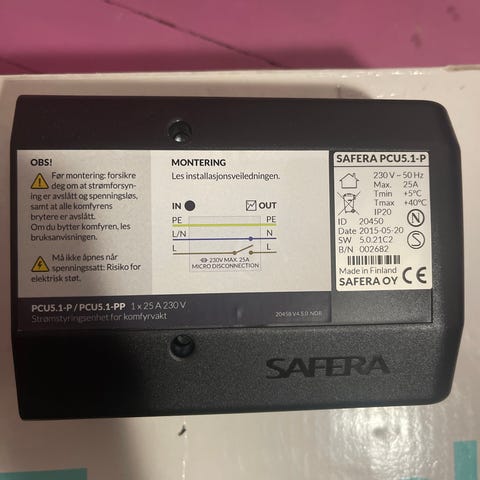 OBS!
Før montering: forsikre
deg om at strømforsyn-
ing er avslått og spenningsløs,
samt at alle komfyrens
brytere er avslått.
Om du bytter komfyren, les
bruksanvisningen.
Må ikke åpnes når
spenningssatt: Risiko for
elektrisk støt.
MONTERING
Les installasjonsveiledningen.
IN OUT
PE PE
L/N N
L L
230V MAX. 25A
MICRO DISCONNECTION
PCU5.1-P / PCU5.1-PP 1 x 25 A 230 V
Strømstyringsenhet for komfyrvakt
20458 V4.5.0 NOR
SAFERA PCU5.1-P
230 V ~ 50 Hz
Max. 25A
Tmin +5°C
Tmax +40°C
IP20
ID 20450
Date 2015-05-20
SW 5.0.21C2
B/N 002682
Made in Finland
SAFERA OY CE
SAFERA